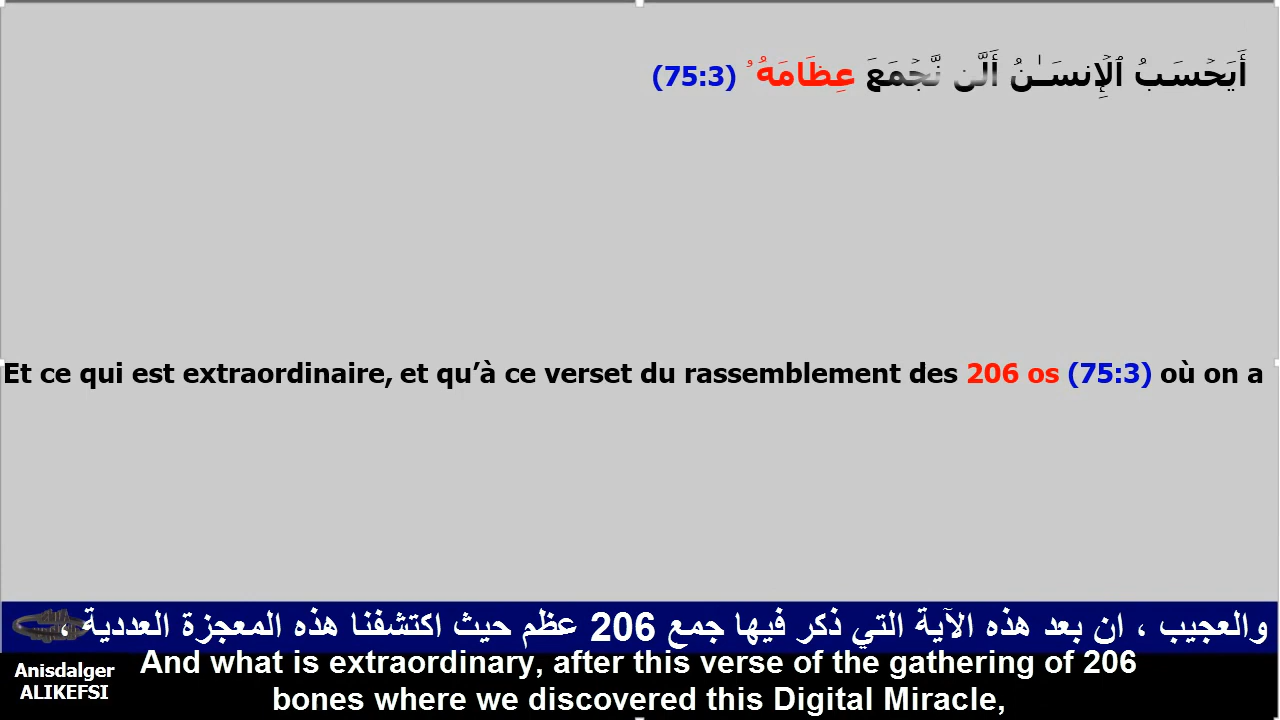 أَيَحۡسَبُ ٱلۡإِنسَـٰنُ أَلَّن نَّجۡمَعَ عِظَامَهُ ۥ (75:3)
Et ce qui est extraordinaire, et qu’à ce verset du rassemblement des 206 os (75:3) où on a
والعجيب ، ان بعد هذه الآية التي ذكر فيها جمع 206 عظم حيث اكتشفنا هذه المعجزة العددية ،
Anisdalger
ALIKEFSI
And what is extraordinary, after this verse of the gathering of 206
bones where we discovered this Digital Miracle,